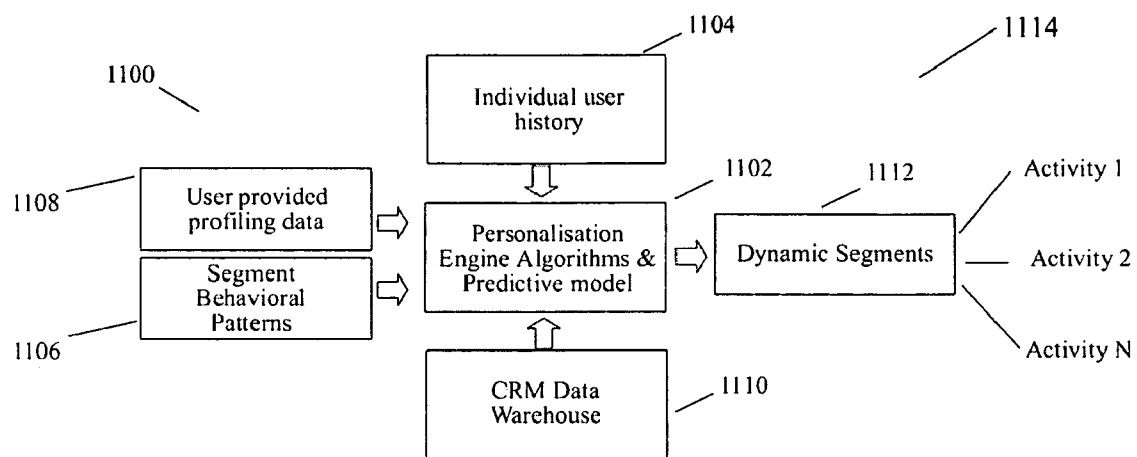 1104
1114
1100
Individual user
history
1102
1112
1108
User provided
profiling data
Activity 1
Personalisation
Engine Algorithms &
Predictive model
Dynamic Segments
Activity 2
Segment
Behavioral
Patterns
1106
Activity N
CRM Data
Warehouse
1110